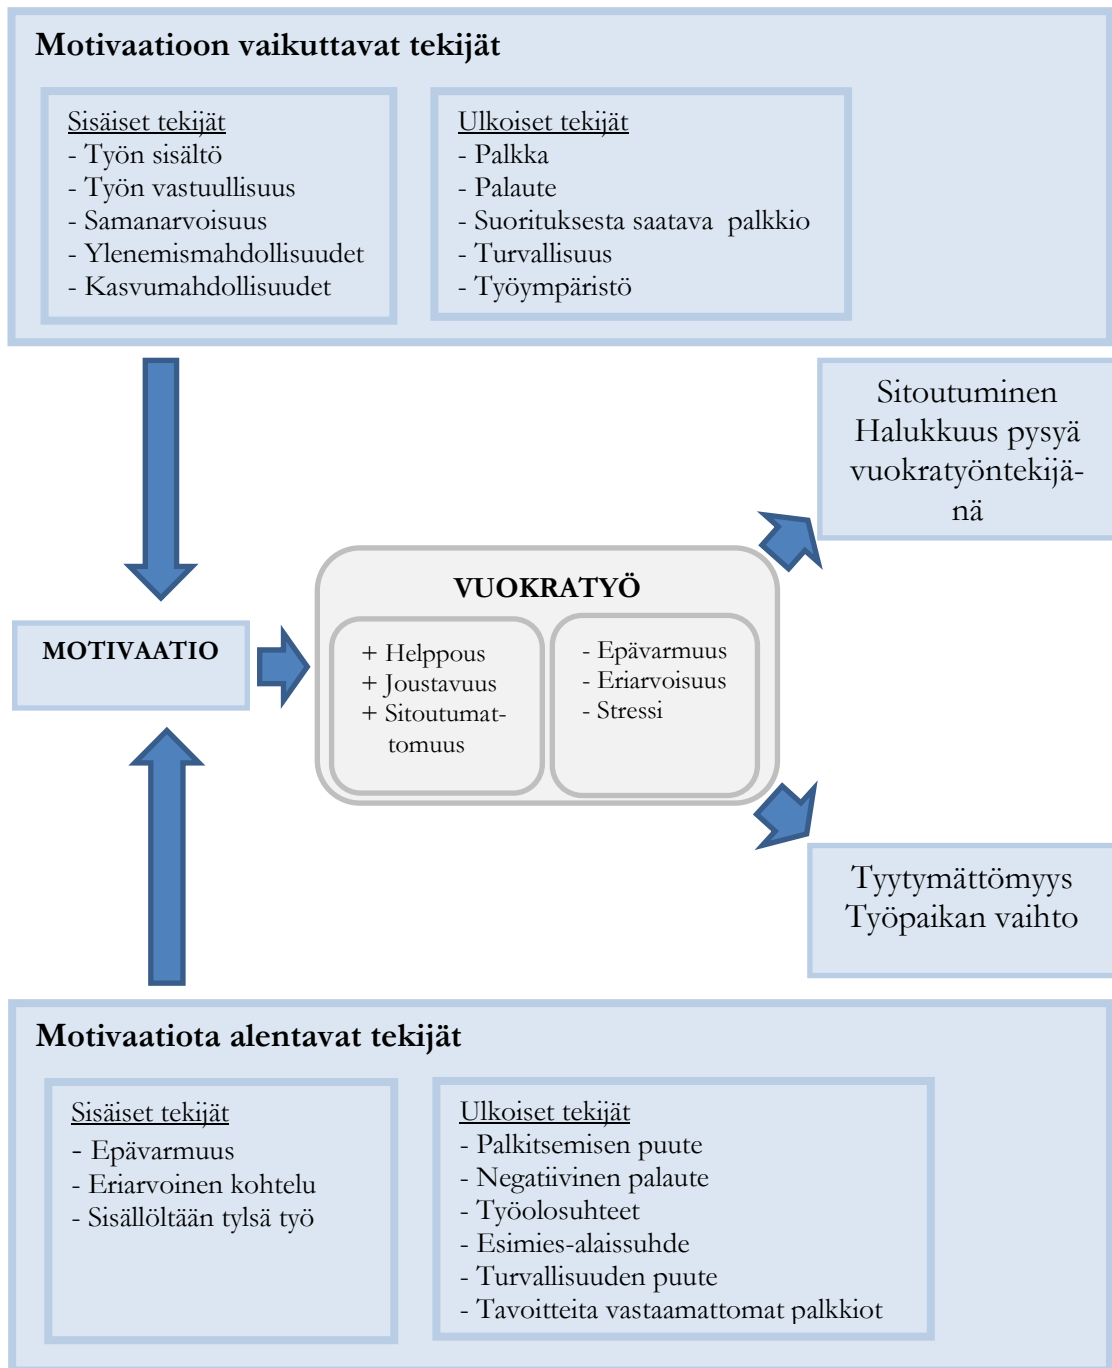 Motivaatioon vaikuttavat tekijät
Sisäiset tekijät
- Työn sisältö
- Työn vastuullisuus
- Samanarvoisuus
- Ylenemismahdollisuudet
- Kasvumahdollisuudet
Ulkoiset tekijät
- Palkka
- Palaute
- Suorituksesta saatava palkkio
- Turvallisuus
- Työympäristö
Sitoutuminen
Halukkuus pysyä
vuokratyöntekijä-
nä
MOTIVAATIO
VUOKRATYÖ
+ Helppous
+ Joustavuus
+ Sitoutumat-
tomuus
- Epävarmuus
- Eriarvoisuus
- Stressi
Tyytymättömyys
Työpaikan vaihto
Motivaatiota alentavat tekijät
Sisäiset tekijät
- Epävarmuus
- Eriarvoinen kohtelu
- Sisällöltään tylsä työ
Ulkoiset tekijät
- Palkitsemisen puute
- Negatiivinen palaute
- Työolosuhteet
- Esimies-alaissuhde
- Turvallisuuden puute
- Tavoitteita vastaamattomat palkkiot